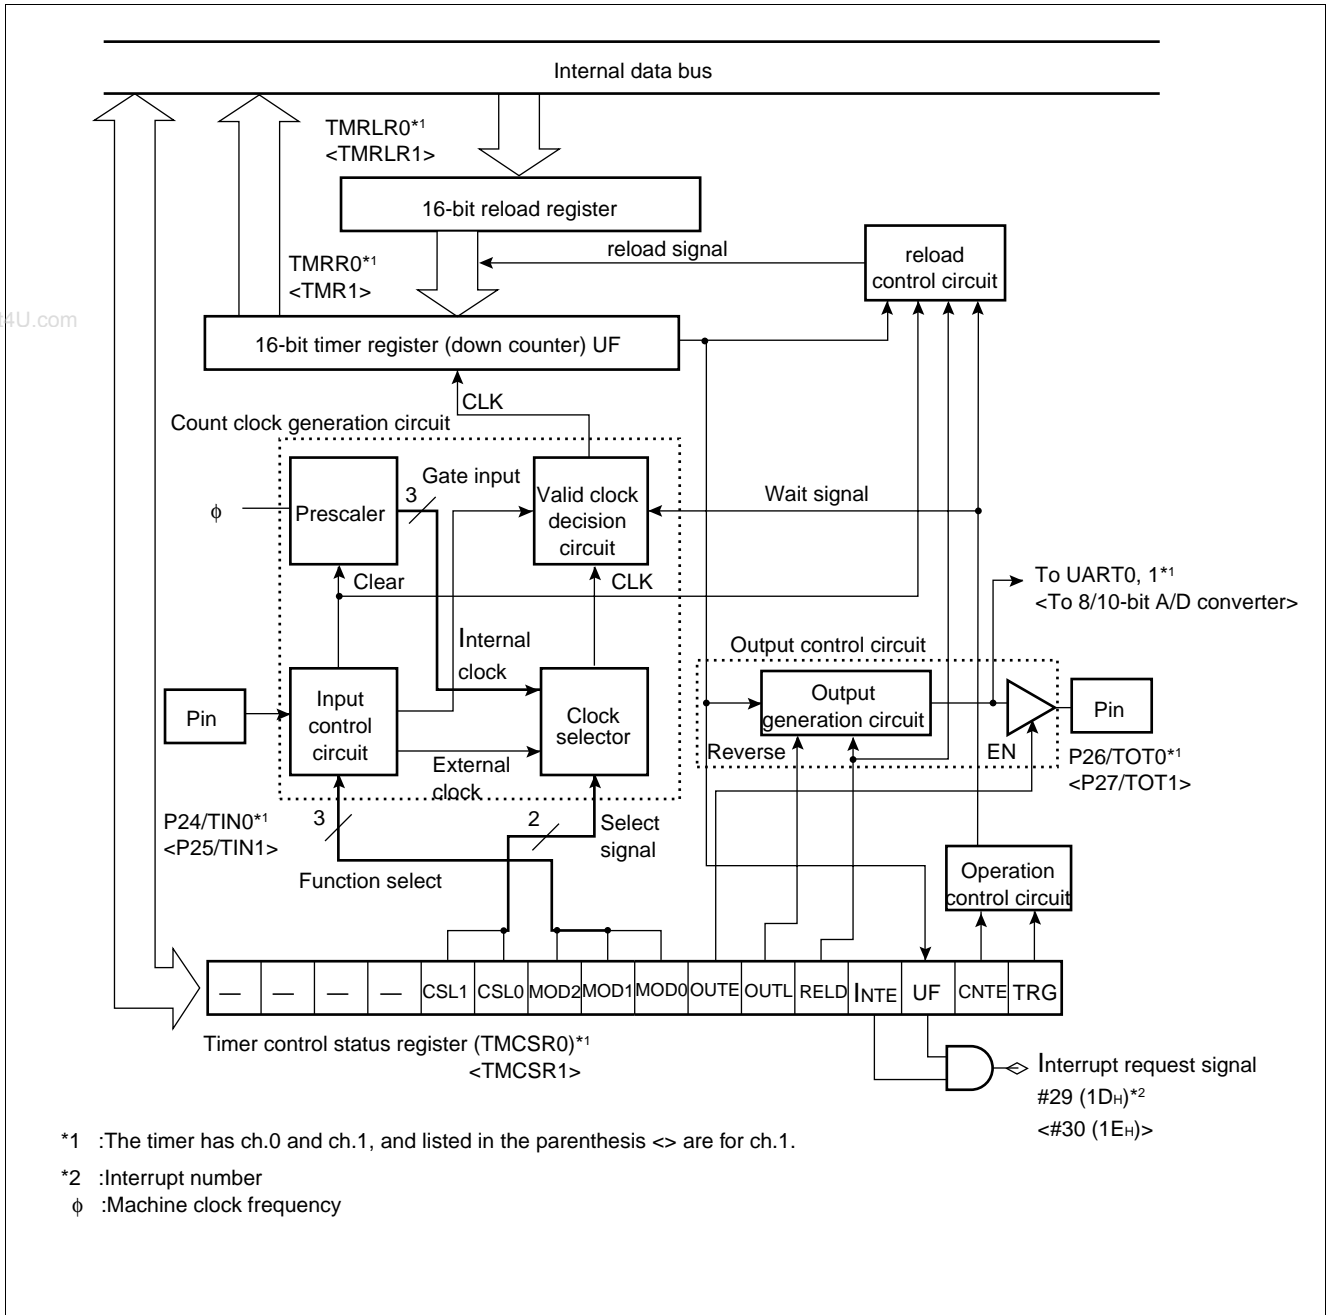 Internal data bus
TMRLR0*1
<TMRLR1>
16-bit reload register
reload signal
reload
control circuit
TMRR0*1
<TMR1>
t4U.com
16-bit timer register (down counter) UF
CLK
Count clock generation circuit
3
Gate input
Prescaler
Valid clock
decision
circuit
Wait signal
ϕ
Clear
CLK
To UART0, 1*1
<To 8/10-bit A/D converter>
Internal
clock
Output control circuit
Pin
Input
control
circuit
Clock
selector
Output
generation circuit
Pin
Reverse
EN
External
clock
P26/TOT0*1
<P27/TOT1>
P24/TIN0*1
<P25/TIN1>
3
2
Select
signal
Function select
Operation
control circuit
— — — — CSL1 CSL0 MOD2 MOD1 MOD0 OUTE OUTL RELD INTE UF CNTE TRG
Timer control status register (TMCSR0)*1
<TMCSR1>
Interrupt request signal
#29 (1DH)*2
<#30 (1EH)>
*1 :The timer has ch.0 and ch.1, and listed in the parenthesis <> are for ch.1.
*2 :Interrupt number
ϕ :Machine clock frequency